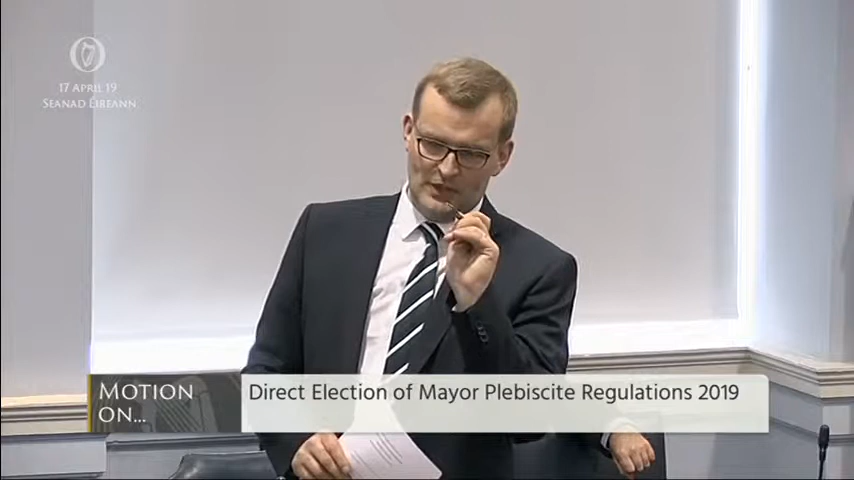 17 APRIL 19
SEANAD ÉIREANN
MOTION
ON...
Direct Election of Mayor Plebiscite Regulations 2019